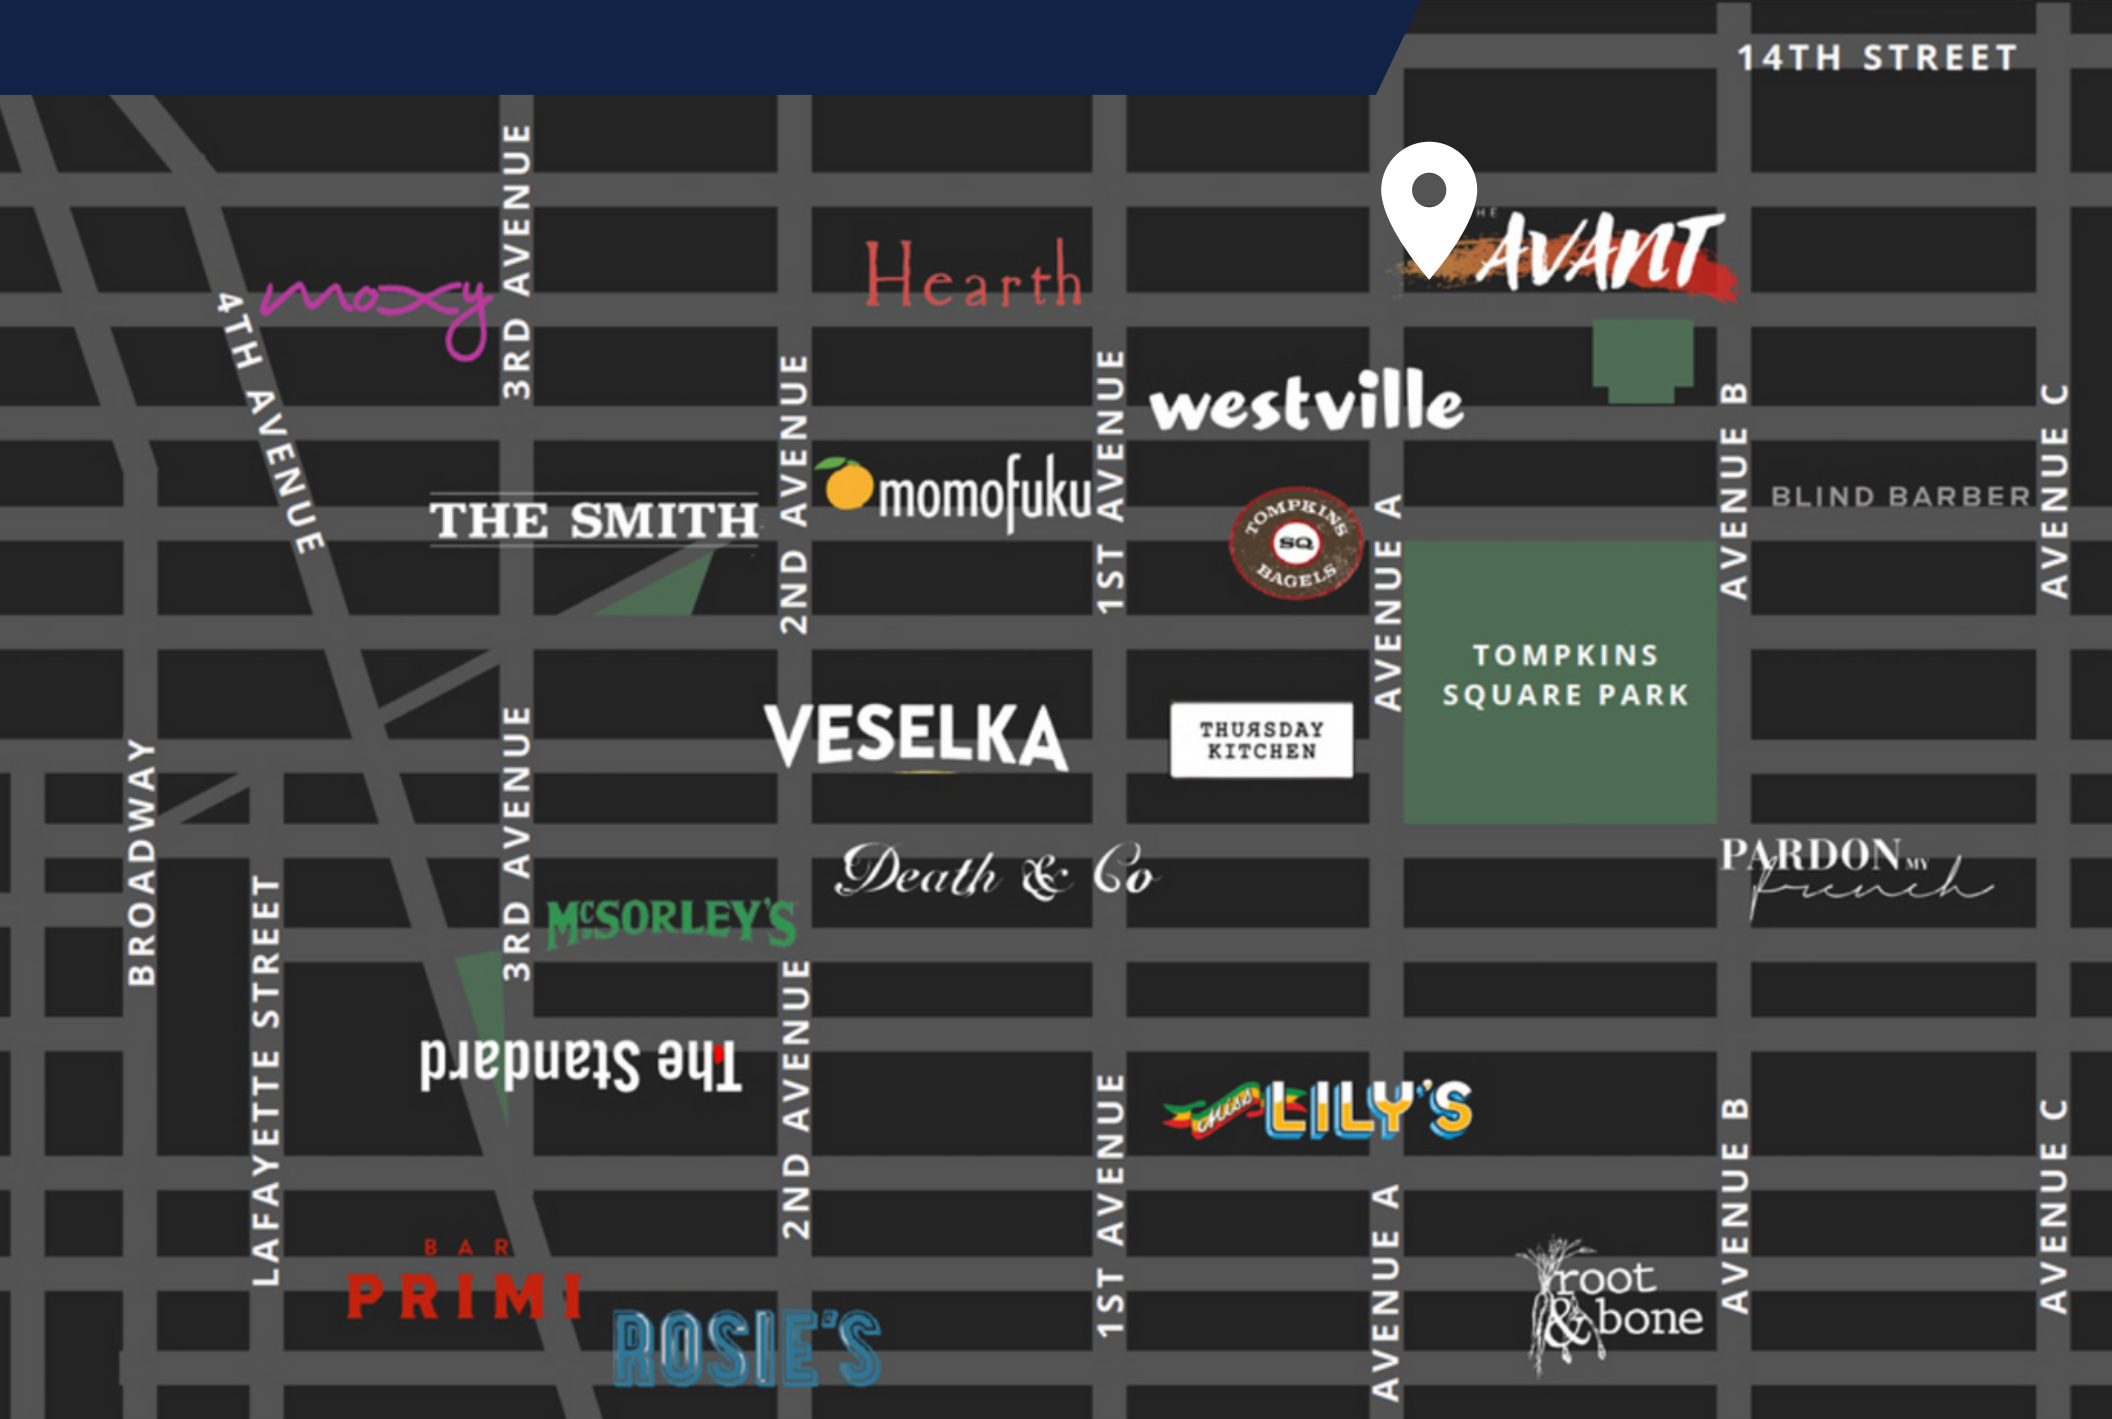 14TH STREET
3RD AVENUE
THE
AVANT
Hearth
moxy
4TH AVENUE
2ND AVENUE
1ST AVENUE
westville
AVENUE B
AVENUE C
momofuku
THE SMITH
BLIND BARBER
TOMPKINS
SQ
BAGELS
AVENUE A
TOMPKINS
SQUARE PARK
VESELKA
THUЯSDAY
KITCHEN
BROADWAY
3RD AVENUE
Death & Co
PARDON MY
french
McSORLEY'S
LAFAYETTE STREET
2ND AVENUE
The Standard
Miss LILY'S
1ST AVENUE
AVENUE A
AVENUE B
AVENUE C
BAR
PRIMI
root
& bone
ROSIE'S